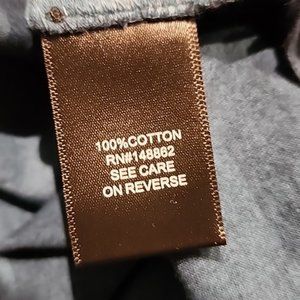 100%COTTON
RN#148862
SEE CARE
ON REVERSE